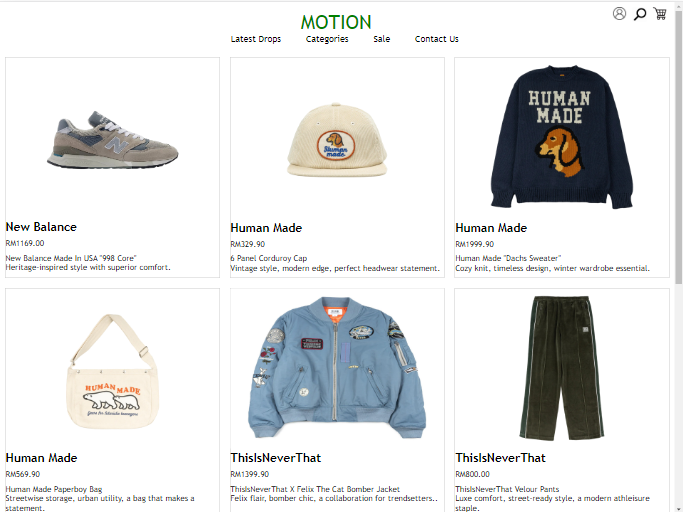 MOTION
Latest Drops Categories Sale Contact Us
N
Human made
HUMAN MADE
New Balance
RM1169.00
New Balance Made In USA "998 Core"
Heritage-inspired style with superior comfort.
Human Made
RM329.90
6 Panel Corduroy Cap
Vintage style, modern edge, perfect headwear statement.
Human Made
RM1999.90
Human Made "Dachs Sweater"
Cozy knit, timeless design, winter wardrobe essential.
HUMAN MADE
Human Made
RM569.90
Human Made Paperboy Bag
Streetwise storage, urban utility, a bag that makes a
statement.
ThisIsNeverThat
RM1399.90
ThisIsNeverThat X Felix The Cat Bomber Jacket
Felix flair, bomber chic, a collaboration for trendsetters..
ThisIsNeverThat
RM800.00
ThisIsNeverThat Velour Pants
Luxe comfort, street-ready style, a modern athleisure
staple.